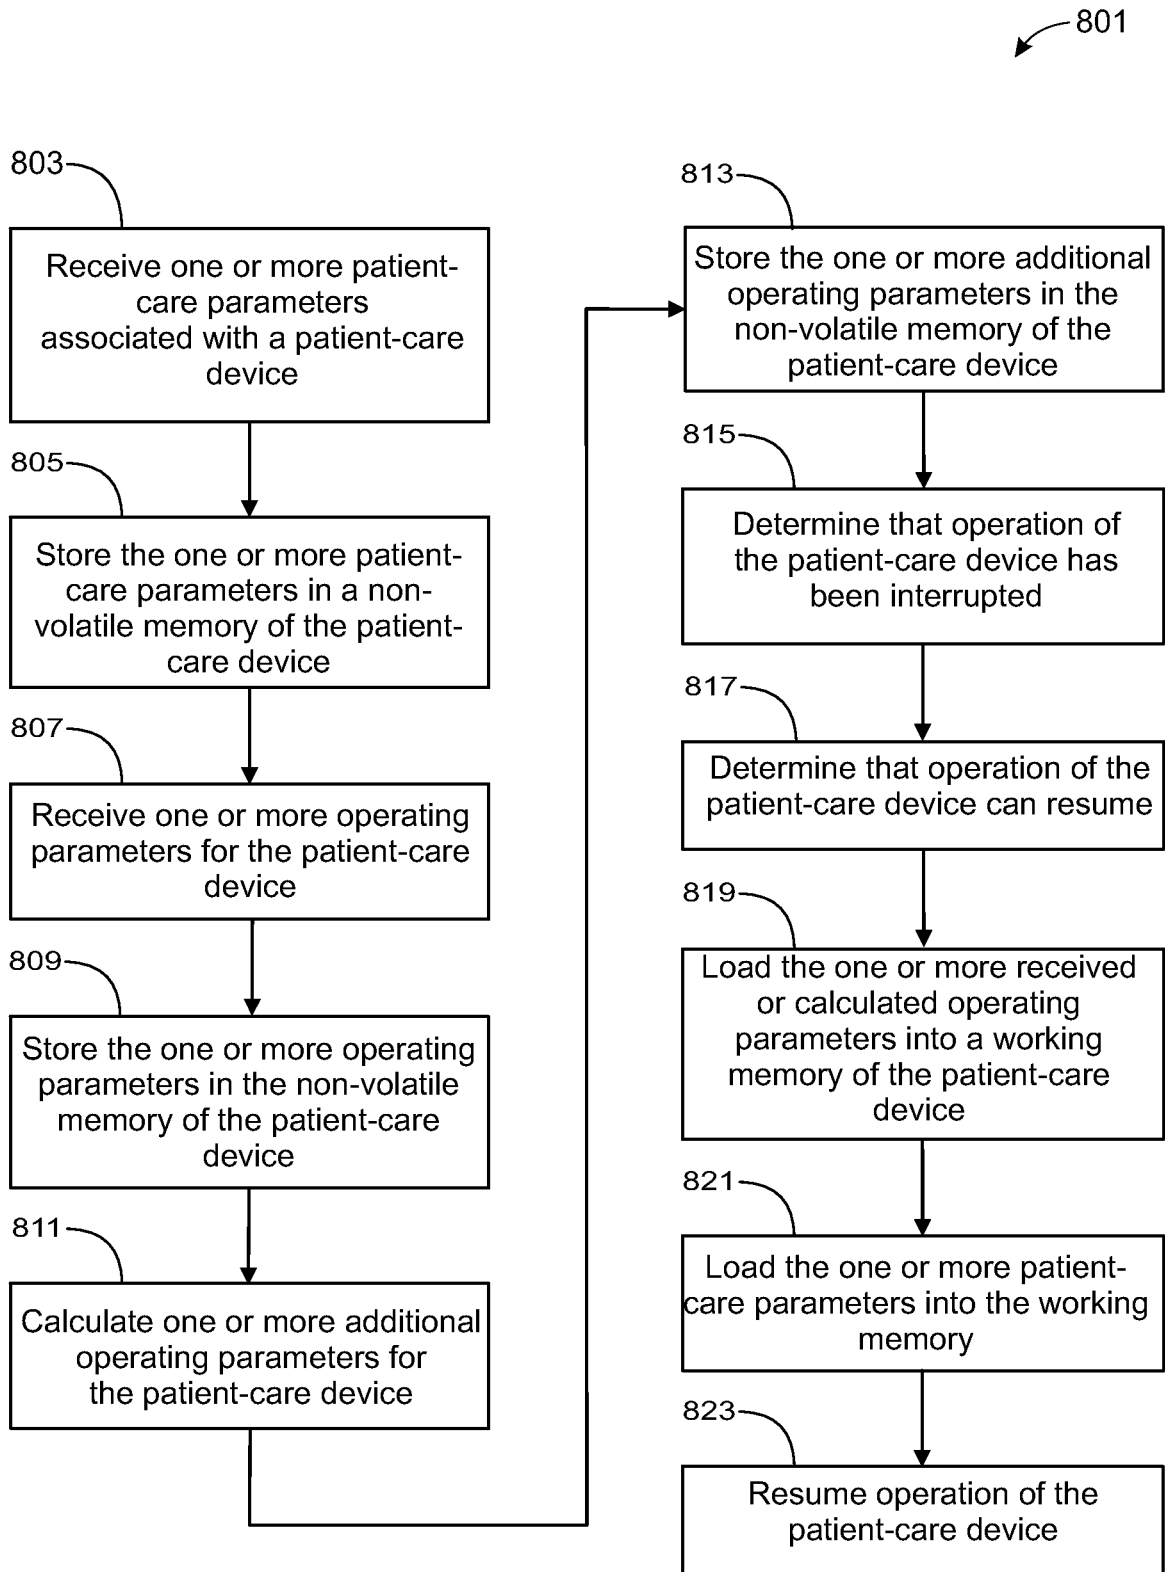 801
803
Receive one or more patient-
care parameters
associated with a patient-care
device
805
Store the one or more patient-
care parameters in a non-
volatile memory of the patient-
care device
807
Receive one or more operating
parameters for the patient-care
device
809
Store the one or more operating
parameters in the non-volatile
memory of the patient-care
device
811
Calculate one or more additional
operating parameters for
the patient-care device
813
Store the one or more additional
operating parameters in the
non-volatile memory of the
patient-care device
815
Determine that operation of
the patient-care device has
been interrupted
817
Determine that operation of the
patient-care device can resume
819
Load the one or more received
or calculated operating
parameters into a working
memory of the patient-care
device
821
Load the one or more patient-
care parameters into the working
memory
823
Resume operation of the
patient-care device